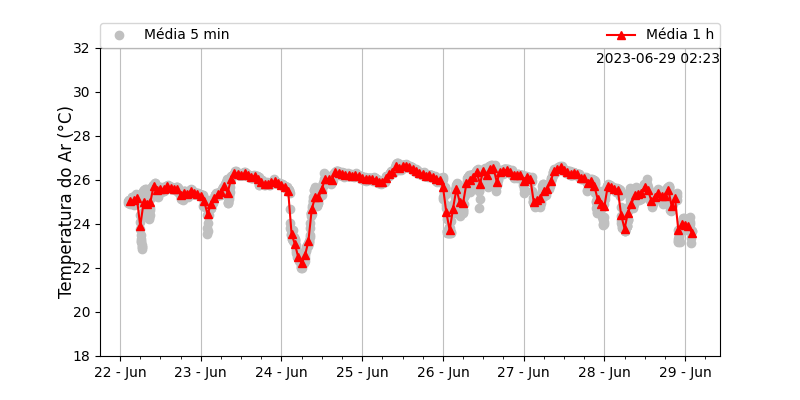 Média 5 min
Média 1 h
2023-06-29 02:23
Temperatura do Ar (°C)
32
30
28
26
24
22
20
18
22 - Jun
23 - Jun
24 - Jun
25 - Jun
26 - Jun
27 - Jun
28 - Jun
29 - Jun